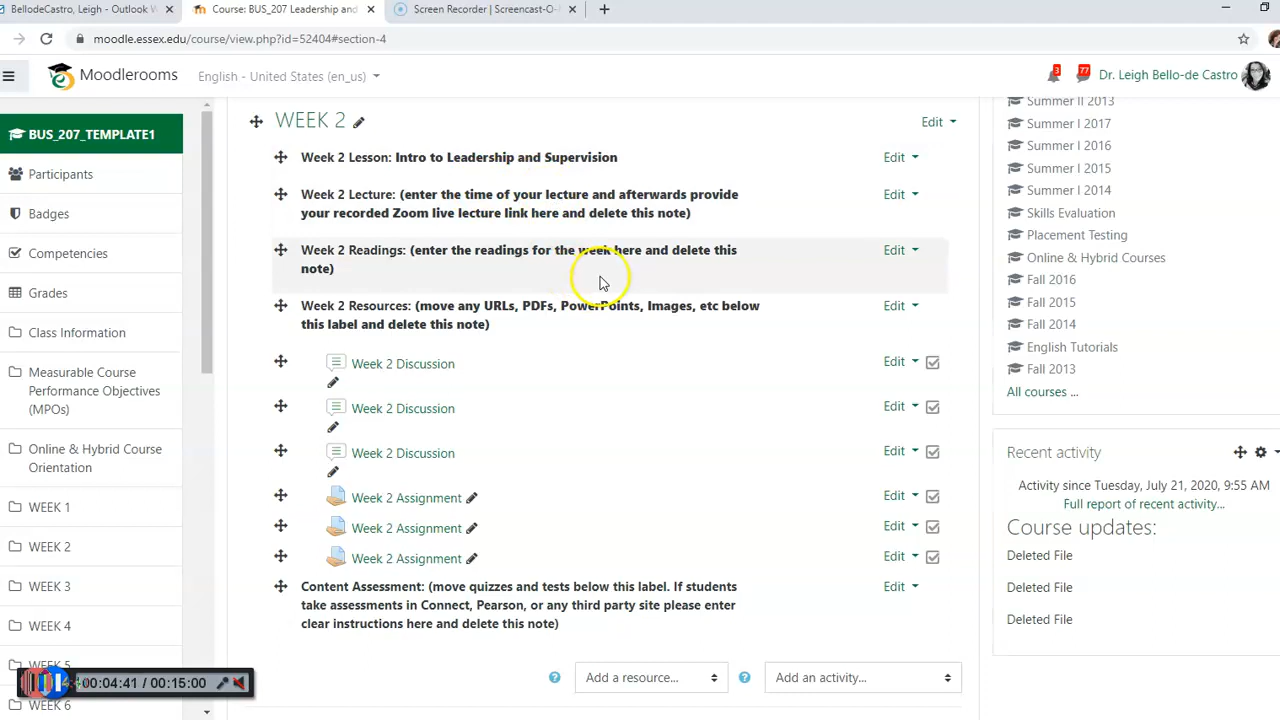 BellodeCastro, Leigh - Outlook W
Course: BUS_207 Leadership and
Screen Recorder | Screencast-O-
moodle.essex.edu/course/view.php?id=52404#section-4
Moodlerooms
English - United States (en_us)
3
77
Dr. Leigh Bello-de Castro
BUS_207_TEMPLATE1
Participants
Badges
Competencies
Grades
Class Information
Measurable Course
Performance Objectives
(MPOs)
Online & Hybrid Course
Orientation
WEEK 1
WEEK 2
WEEK 3
WEEK 4
WEEK 5
WEEK 6
00:04:41 / 00:15:00
WEEK 2
Edit
Week 2 Lesson: Intro to Leadership and Supervision
Edit
Week 2 Lecture: (enter the time of your lecture and afterwards provide
your recorded Zoom live lecture link here and delete this note)
Edit
Week 2 Readings: (enter the readings for the week here and delete this
note)
Edit
Week 2 Resources: (move any URLs, PDFs, PowerPoints, Images, etc below
this label and delete this note)
Edit
Week 2 Discussion
Edit
Week 2 Discussion
Edit
Week 2 Discussion
Edit
Week 2 Assignment
Edit
Week 2 Assignment
Edit
Week 2 Assignment
Edit
Content Assessment: (move quizzes and tests below this label. If students
take assessments in Connect, Pearson, or any third party site please enter
clear instructions here and delete this note)
Edit
Add a resource...
Add an activity...
Summer II 2013
Summer I 2017
Summer I 2016
Summer I 2015
Summer I 2014
Skills Evaluation
Placement Testing
Online & Hybrid Courses
Fall 2016
Fall 2015
Fall 2014
English Tutorials
Fall 2013
All courses ...
Recent activity
Activity since Tuesday, July 21, 2020, 9:55 AM
Full report of recent activity...
Course updates:
Deleted File
Deleted File
Deleted File